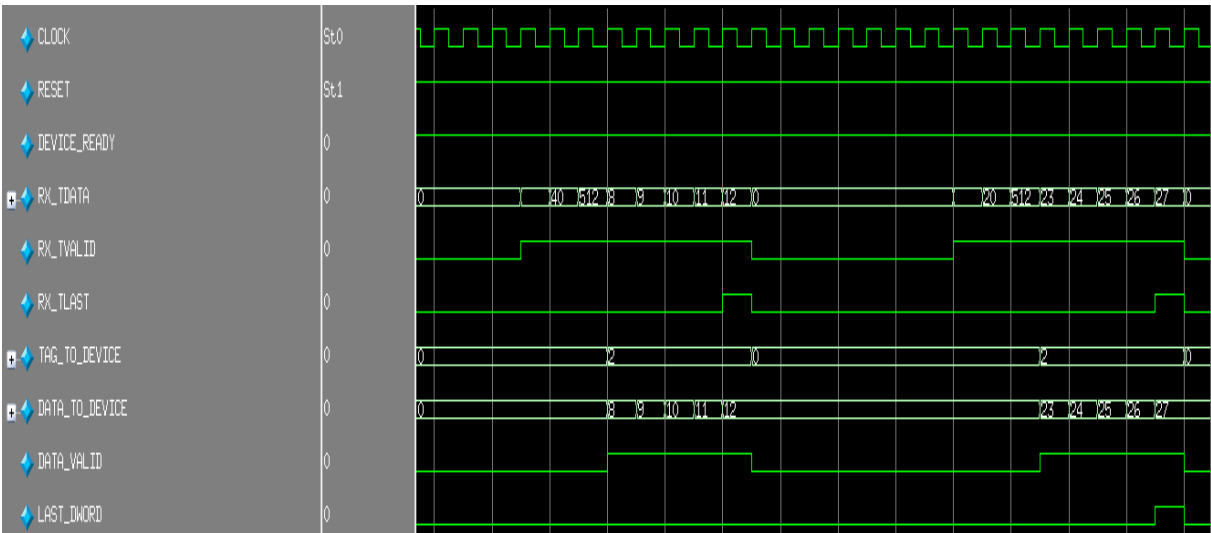 CLOCK St0
RESET St1
DEVICE_READY 0
RX_TDATA 0 0 40 512 8 9 10 11 12 0 20 512 23 24 25 26 27 0
RX_TVALID 0
RX_TLAST 0
TAG_TO_DEVICE 0 0 2 0 2 0
DATA_TO_DEVICE 0 0 8 9 10 11 12 23 24 25 26 27
DATA_VALID 0
LAST_DWORD 0